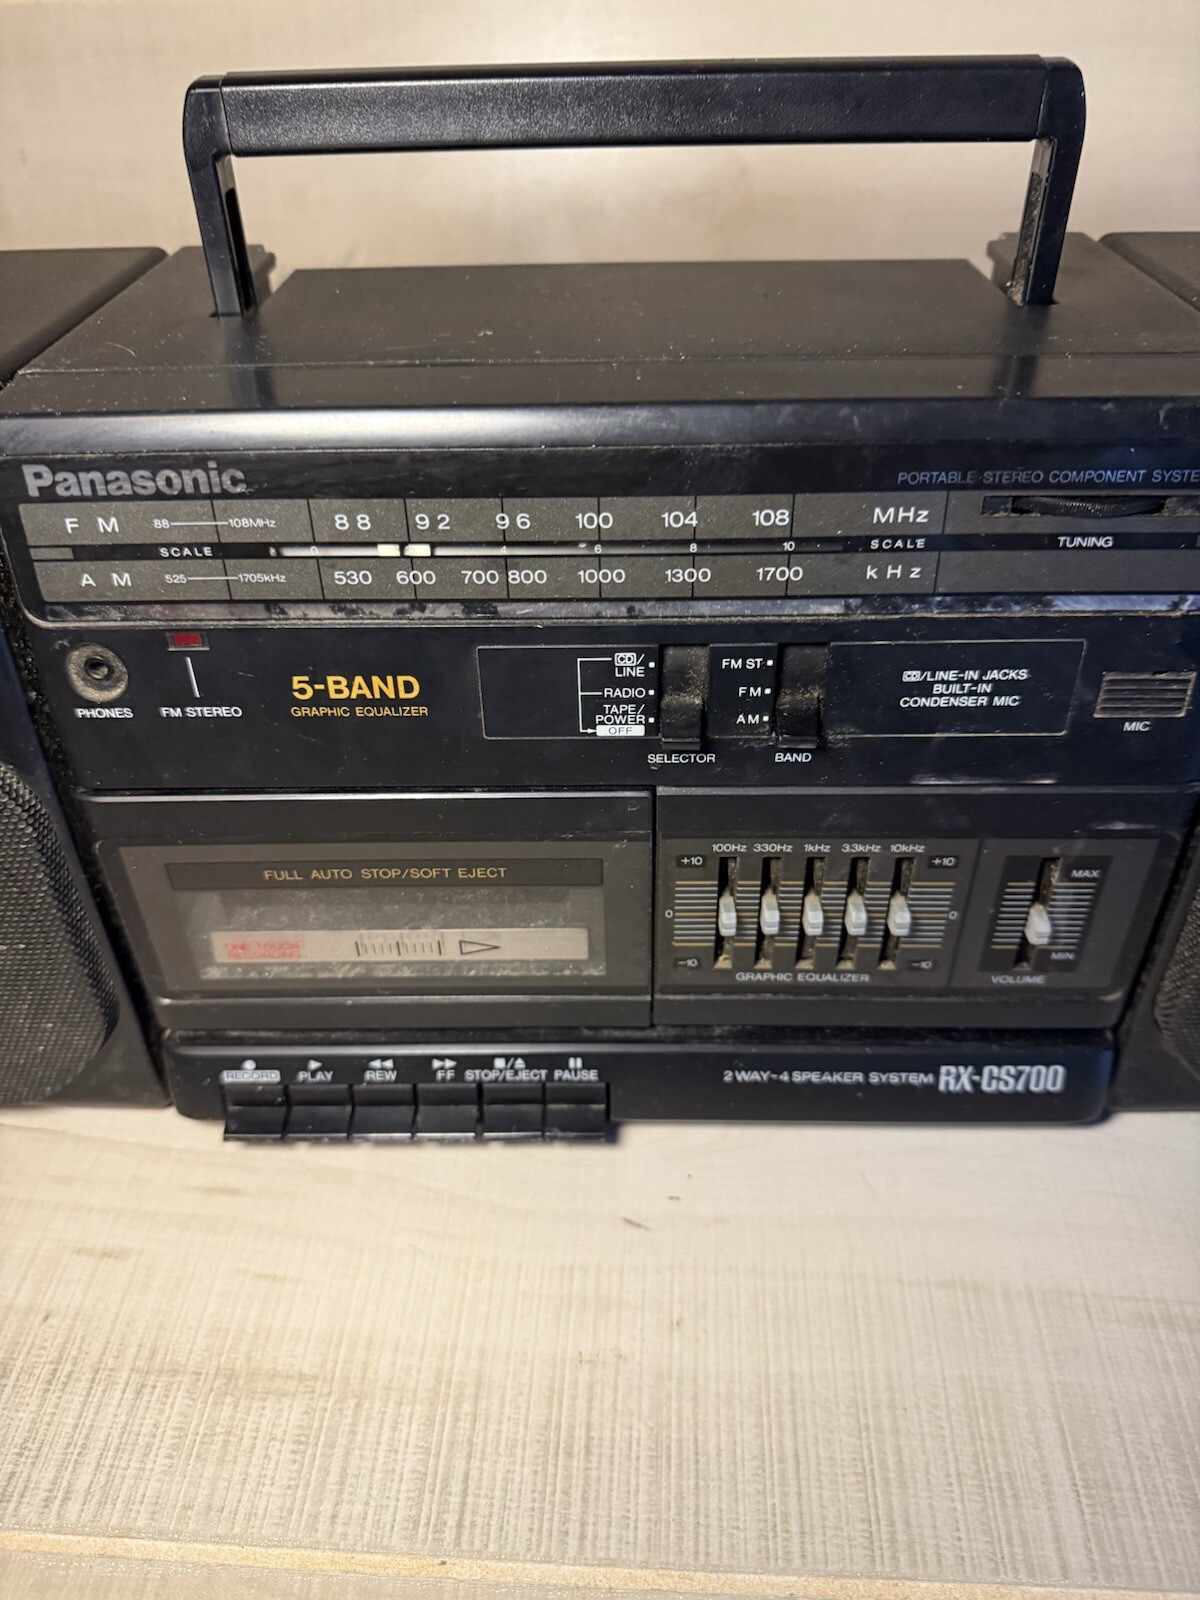 Panasonic
PORTABLE STEREO COMPONENT SYSTE
FM 88 108MHz 88 92 96 100 104 108 MHz
SCALE 0 4 6 8 10 SCALE
TUNING
AM 525 1705kHz 530 600 700 800 1000 1300 1700 kHz
PHONES
FM STEREO
5-BAND
GRAPHIC EQUALIZER
CD/
LINE
RADIO
TAPE/
POWER
OFF
SELECTOR
FM ST
FM
AM
BAND
CD/LINE-IN JACKS
BUILT-IN
CONDENSER MIC
MIC
FULL AUTO STOP/SOFT EJECT
ONE TOUCH
RECORDING
100Hz 330Hz 1kHz 3.3kHz 10kHz
+10 +10
0 0
-10 -10
GRAPHIC EQUALIZER
MAX
MIN
VOLUME
RECORD PLAY REW FF STOP/EJECT PAUSE
2 WAY-4 SPEAKER SYSTEM RX-CS700